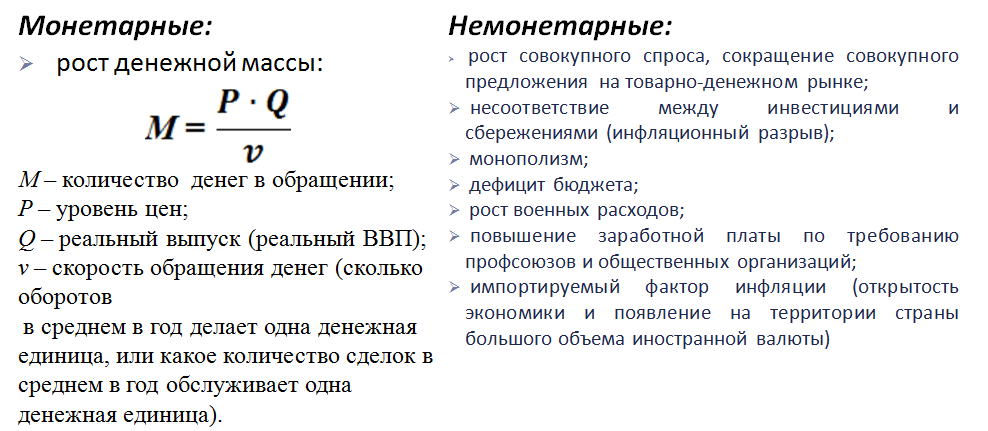 Монетарные:
➢ рост денежной массы:
M = P · Q / v
M – количество денег в обращении;
P – уровень цен;
Q – реальный выпуск (реальный ВВП);
v – скорость обращения денег (сколько
оборотов
в среднем в год делает одна денежная
единица, или какое количество сделок в
среднем в год обслуживает одна
денежная единица).
Немонетарные:
➢ рост совокупного спроса, сокращение совокупного
предложения на товарно-денежном рынке;
➢ несоответствие между инвестициями и
сбережениями (инфляционный разрыв);
➢ монополизм;
➢ дефицит бюджета;
➢ рост военных расходов;
➢ повышение заработной платы по требованию
профсоюзов и общественных организаций;
➢ импортируемый фактор инфляции (открытость
экономики и появление на территории страны
большого объема иностранной валюты)